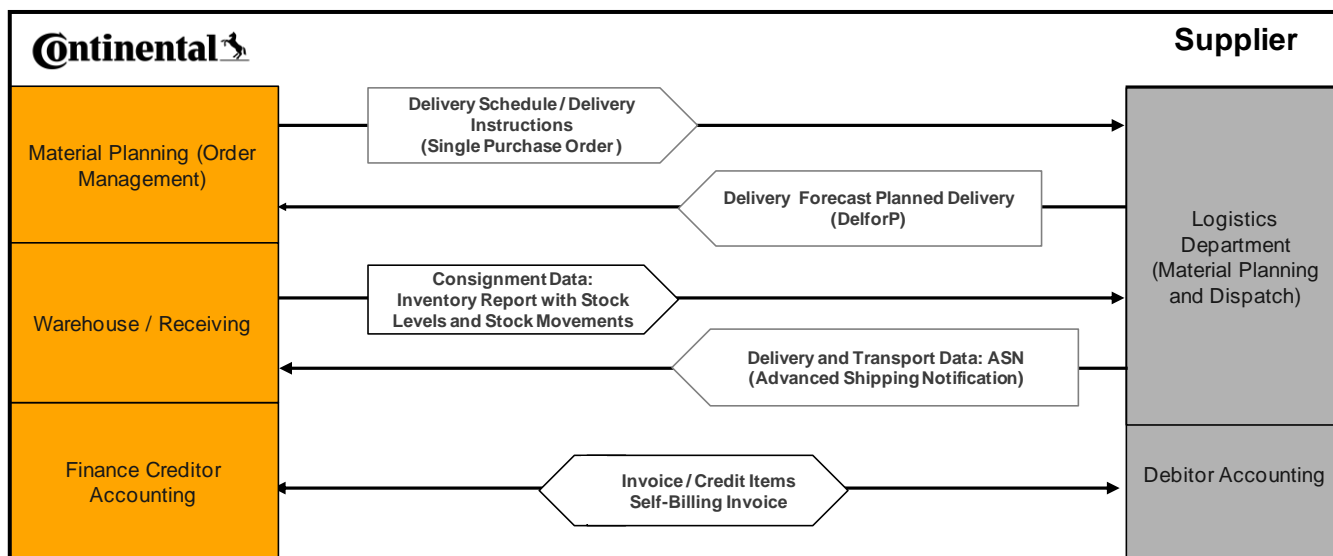 Continental
Supplier
Delivery Schedule / Delivery
Instructions
(Single Purchase Order )
Material Planning (Order
Management)
Delivery Forecast Planned Delivery
(DelforP)
Logistics
Department
(Material Planning
and Dispatch)
Consignment Data:
Inventory Report with Stock
Levels and Stock Movements
Warehouse / Receiving
Delivery and Transport Data: ASN
(Advanced Shipping Notification)
Finance Creditor
Accounting
Invoice / Credit Items
Self-Billing Invoice
Debitor Accounting